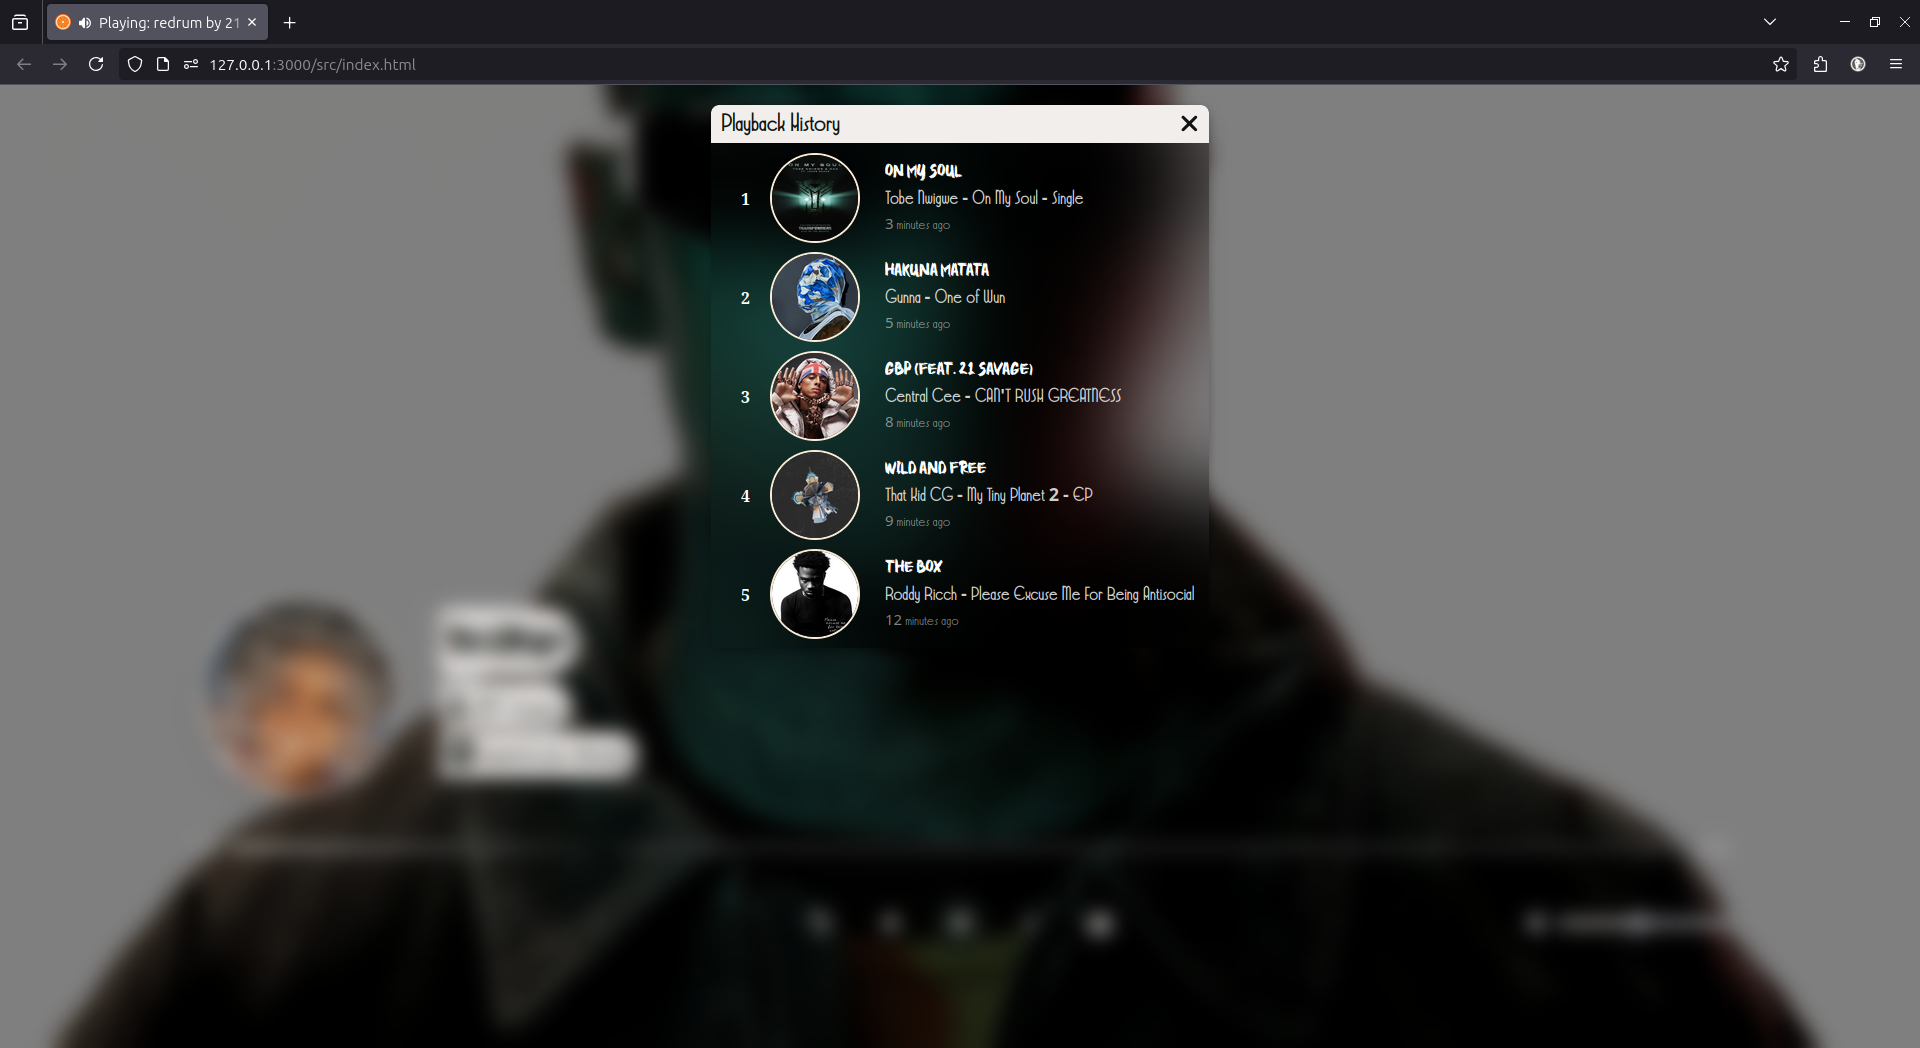 Playing: redrum by 21
127.0.0.1:3000/src/index.html
Playback History
1
ON MY SOUL
Tobe Nwigwe - On My Soul - Single
3 minutes ago
2
HAKUNA MATATA
Gunna - One of Wun
5 minutes ago
3
GBP (FEAT. 21 SAVAGE)
Central Cee - CAN'T RUSH GREATNESS
8 minutes ago
4
WILD AND FREE
That Kid CG - My Tiny Planet 2 - EP
9 minutes ago
5
THE BOX
Roddy Ricch - Please Excuse Me For Being Antisocial
12 minutes ago